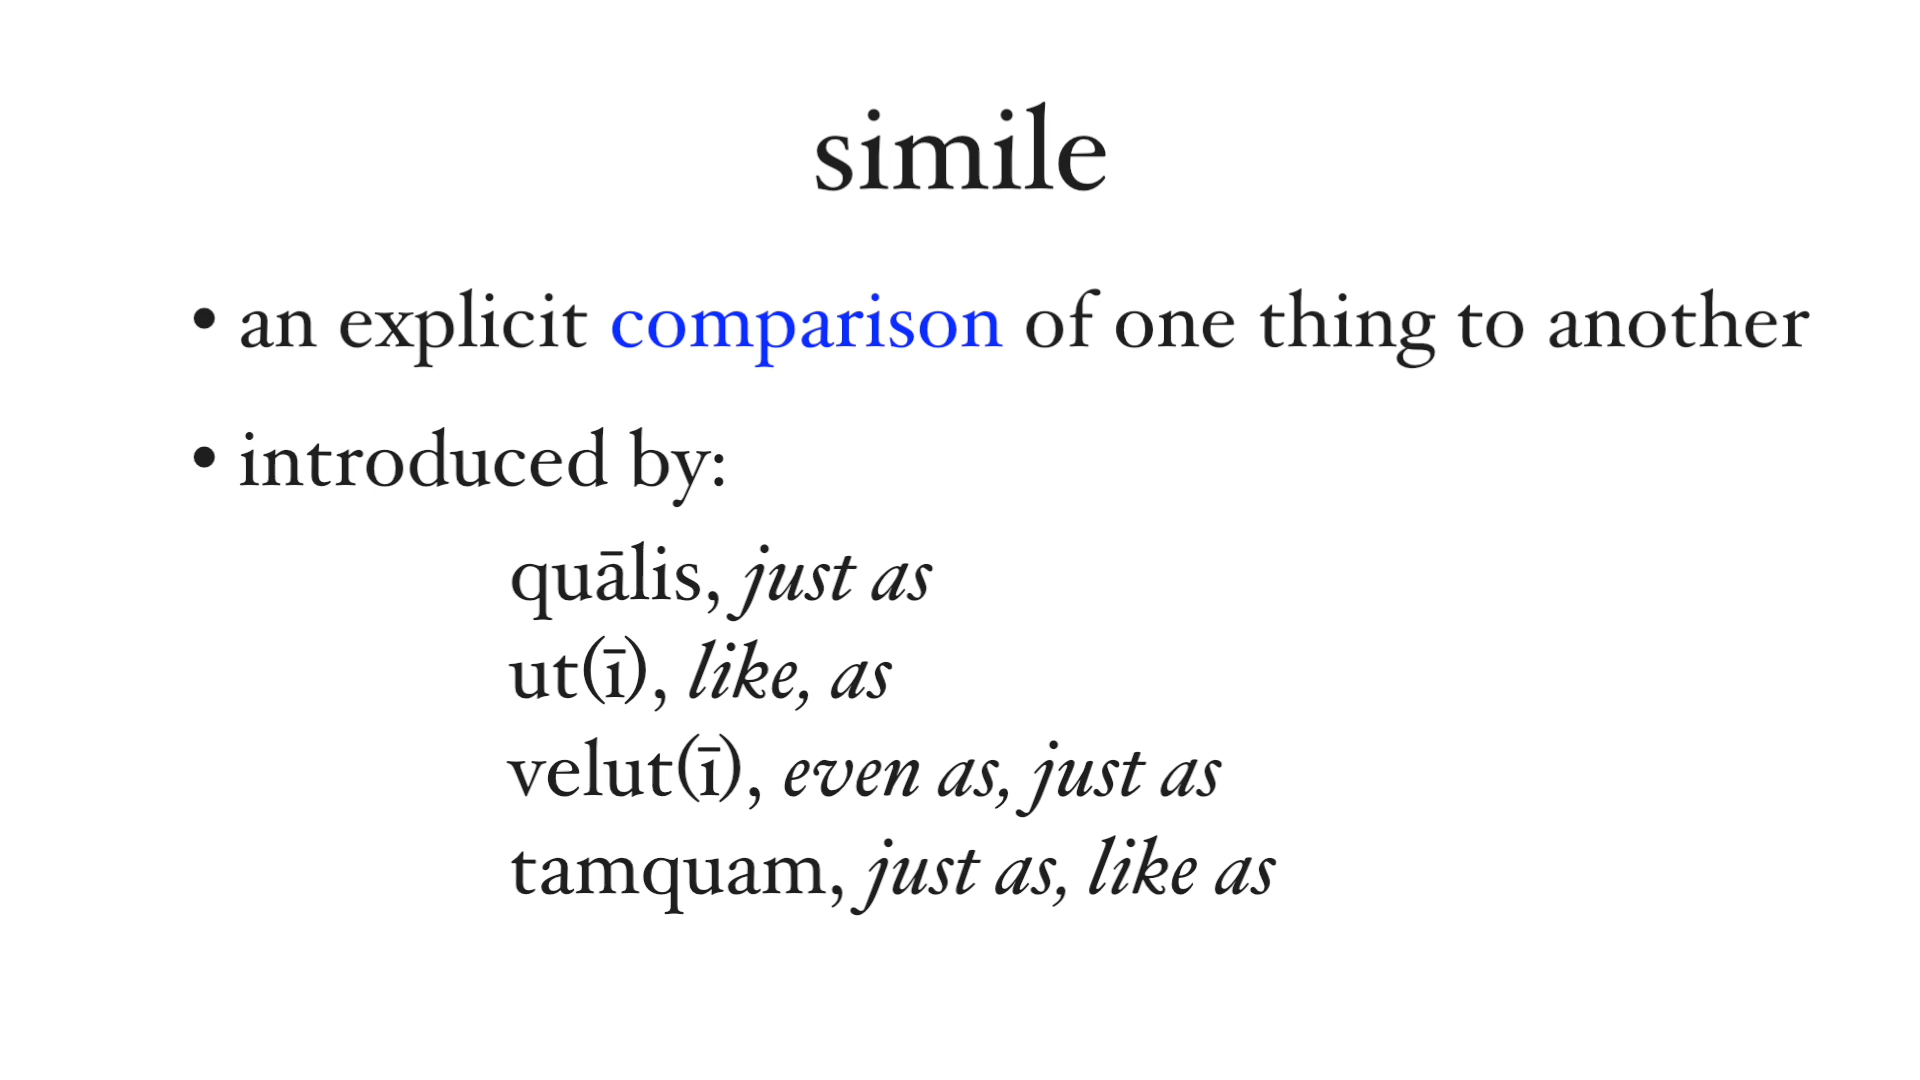 simile
• an explicit comparison of one thing to another
• introduced by:
quālis, just as
ut(ī), like, as
velut(ī), even as, just as
tamquam, just as, like as